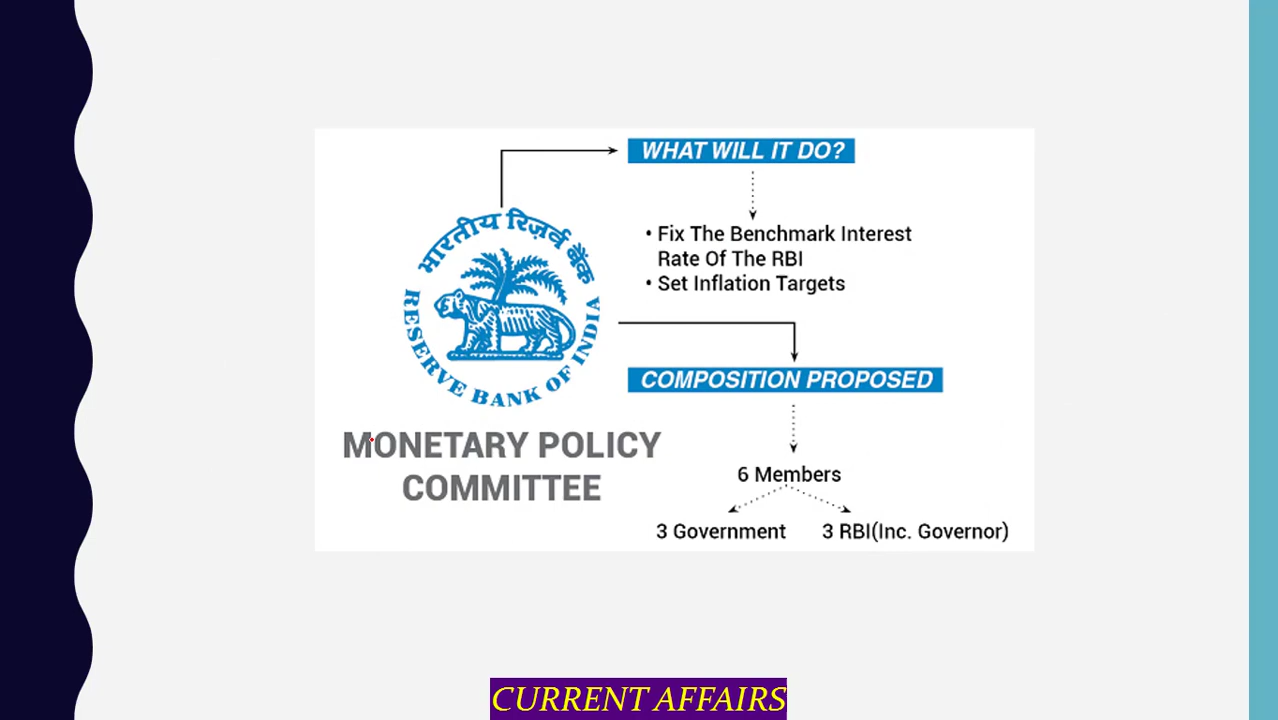 WHAT WILL IT DO?
• Fix The Benchmark Interest
Rate Of The RBI
• Set Inflation Targets
भारतीय रिज़र्व बैंक
RESERVE BANK OF INDIA
COMPOSITION PROPOSED
MONETARY POLICY
COMMITTEE
6 Members
3 Government
3 RBI(Inc. Governor)
CURRENT AFFAIRS